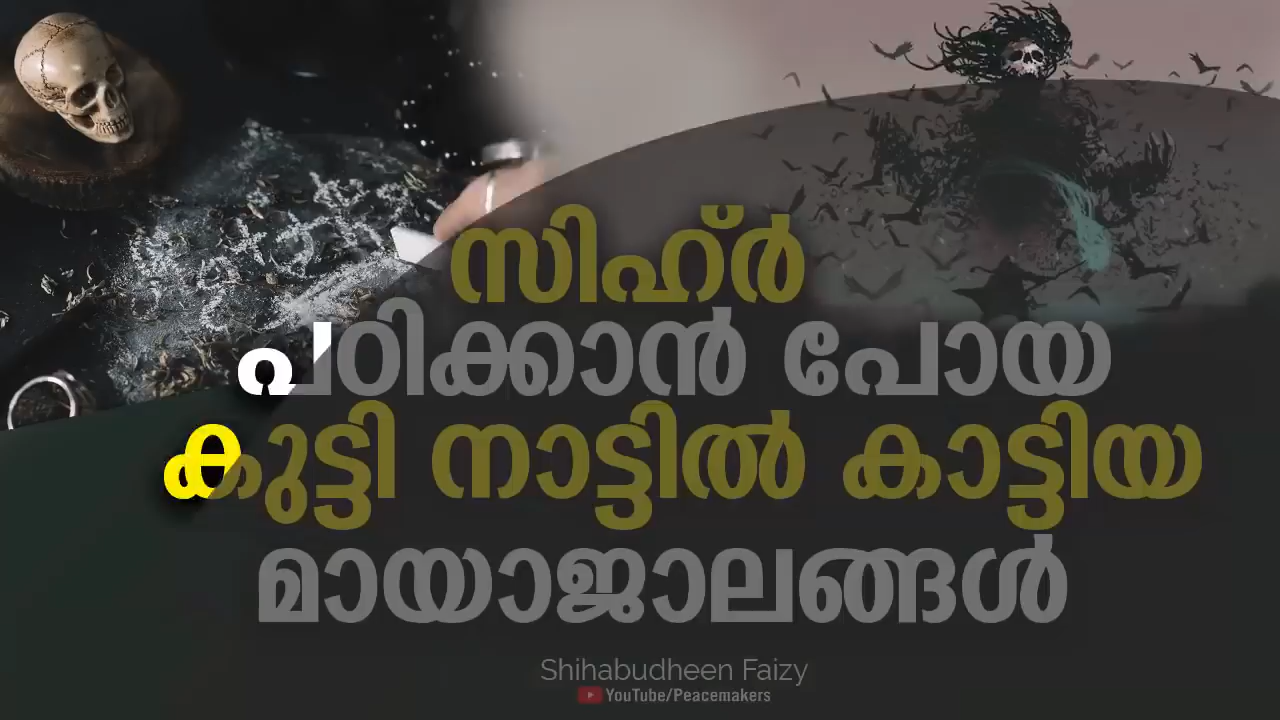 സിഹ്ർ
പഠിക്കാൻ പോയ
കുട്ടി നാട്ടിൽ കാട്ടിയ
മായാജാലങ്ങൾ
Shihabudheen Faizy
YouTube/Peacemakers